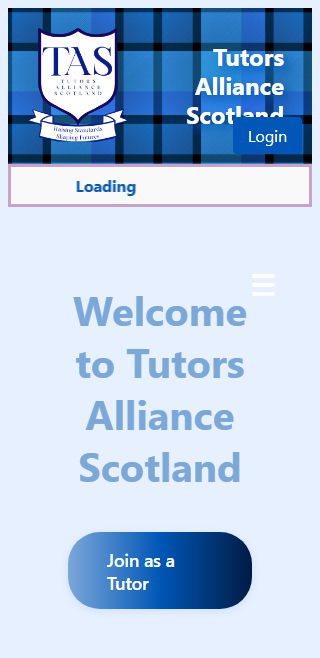 TAS
TUTORS
ALLIANCE
SCOTLAND
Raising Standards
Shaping Futures
Tutors
Alliance
Scotland
Login
Loading
Welcome
to Tutors
Alliance
Scotland
Join as a
Tutor